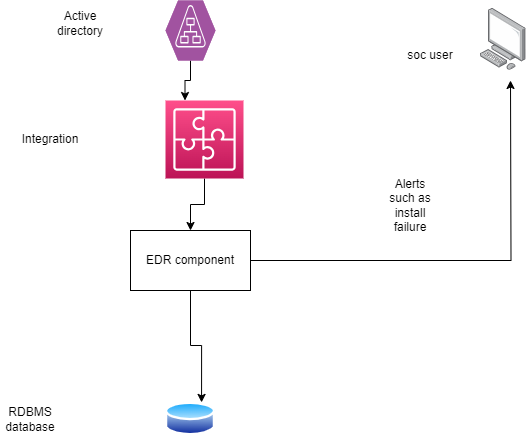 Active
directory
soc user
Integration
Alerts
such as
install
failure
EDR component
RDBMS
database